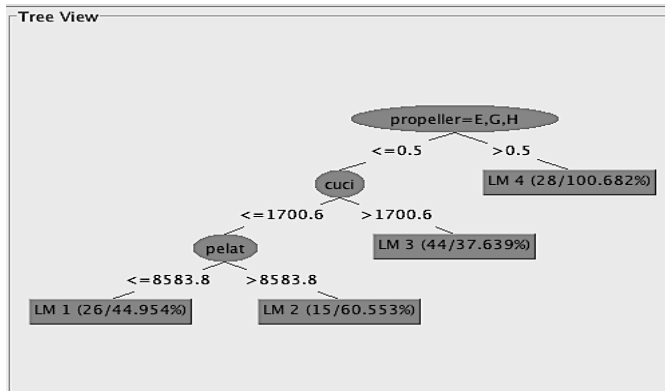 Tree View
propeller=E,G,H
<=0.5 >0.5
cuci LM 4 (28/100.682%)
<=1700.6 >1700.6
pelat LM 3 (44/37.639%)
<=8583.8 >8583.8
LM 1 (26/44.954%) LM 2 (15/60.553%)